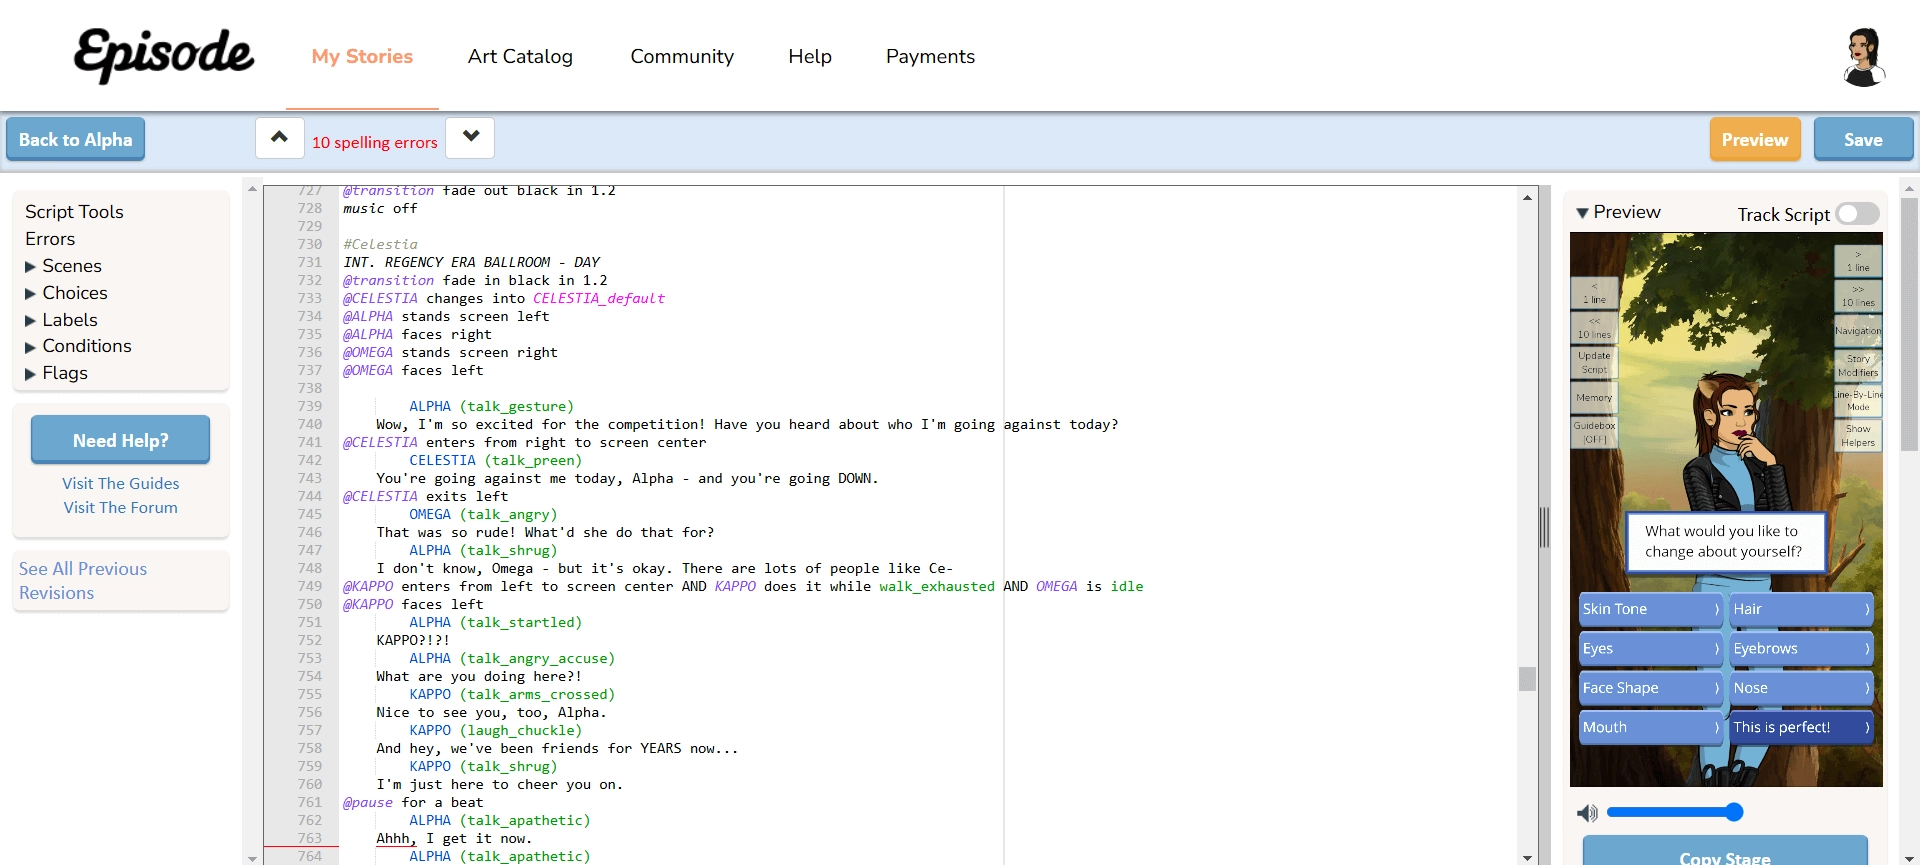 Episode
My Stories
Art Catalog
Community
Help
Payments
Back to Alpha
10 spelling errors
Preview
Save
Script Tools
Errors
Scenes
Choices
Labels
Conditions
Flags
Need Help?
Visit The Guides
Visit The Forum
See All Previous
Revisions
727 @transition fade out black in 1.2
728 music off
729
730 #Celestia
731 INT. REGENCY ERA BALLROOM - DAY
732 @transition fade in black in 1.2
733 @CELESTIA changes into CELESTIA_default
734 @ALPHA stands screen left
735 @ALPHA faces right
736 @OMEGA stands screen right
737 @OMEGA faces left
738
739 ALPHA (talk_gesture)
740 Wow, I'm so excited for the competition! Have you heard about who I'm going against today?
741 @CELESTIA enters from right to screen center
742 CELESTIA (talk_preen)
743 You're going against me today, Alpha - and you're going DOWN.
744 @CELESTIA exits left
745 OMEGA (talk_angry)
746 That was so rude! What'd she do that for?
747 ALPHA (talk_shrug)
748 I don't know, Omega - but it's okay. There are lots of people like Ce-
749 @KAPPO enters from left to screen center AND KAPPO does it while walk_exhausted AND OMEGA is idle
750 @KAPPO faces left
751 ALPHA (talk_startled)
752 KAPPO?!?!
753 ALPHA (talk_angry_accuse)
754 What are you doing here?!
755 KAPPO (talk_arms_crossed)
756 Nice to see you, too, Alpha.
757 KAPPO (laugh_chuckle)
758 And hey, we've been friends for YEARS now...
759 KAPPO (talk_shrug)
760 I'm just here to cheer you on.
761 @pause for a beat
762 ALPHA (talk_apathetic)
763 Ahhh, I get it now.
764 ALPHA (talk_apathetic)
Preview
Track Script
<
1 line
<<
10 lines
Update
Script
Memory
Guidebox
[OFF]
>
1 line
>>
10 lines
Navigation
Story
Modifiers
Line-By-Line
Mode
Show
Helpers
What would you like to
change about yourself?
Skin Tone
Hair
Eyes
Eyebrows
Face Shape
Nose
Mouth
This is perfect!
Copy Stage